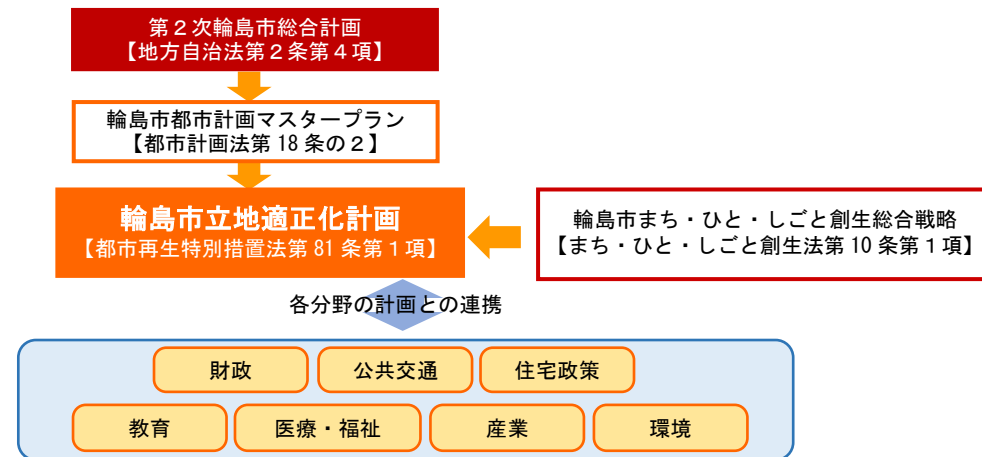 第２次輪島市総合計画
【地方自治法第２条第４項】
輪島市都市計画マスタープラン
【都市計画法第 18 条の２】
輪島市立地適正化計画
【都市再生特別措置法第 81 条第１項】
輪島市まち・ひと・しごと創生総合戦略
【まち・ひと・しごと創生法第 10 条第１項】
各分野の計画との連携
財政
公共交通
住宅政策
教育
医療・福祉
産業
環境